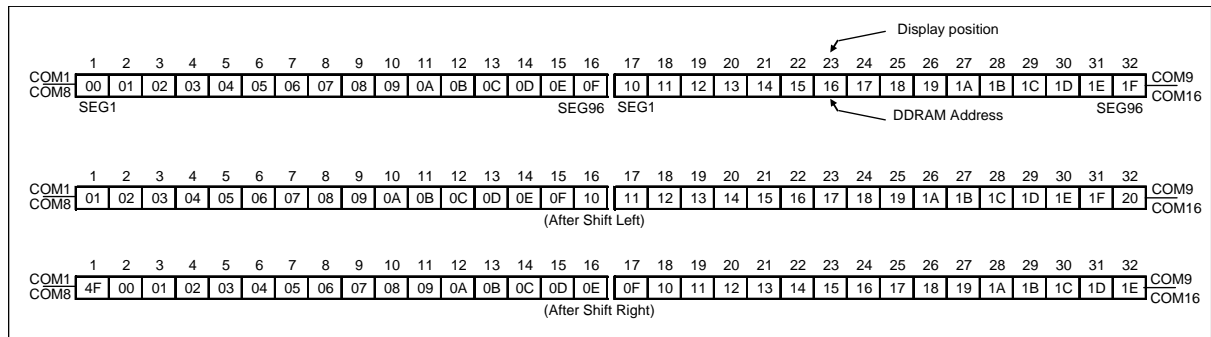 Display position
1 2 3 4 5 6 7 8 9 10 11 12 13 14 15 16 17 18 19 20 21 22 23 24 25 26 27 28 29 30 31 32
COM1 00 01 02 03 04 05 06 07 08 09 0A 0B 0C 0D 0E 0F 10 11 12 13 14 15 16 17 18 19 1A 1B 1C 1D 1E 1F COM9
COM8 COM16
SEG1 SEG96 SEG1 SEG96
DDRAM Address
1 2 3 4 5 6 7 8 9 10 11 12 13 14 15 16 17 18 19 20 21 22 23 24 25 26 27 28 29 30 31 32
COM1 01 02 03 04 05 06 07 08 09 0A 0B 0C 0D 0E 0F 10 11 12 13 14 15 16 17 18 19 1A 1B 1C 1D 1E 1F 20 COM9
COM8 COM16
(After Shift Left)
1 2 3 4 5 6 7 8 9 10 11 12 13 14 15 16 17 18 19 20 21 22 23 24 25 26 27 28 29 30 31 32
COM1 4F 00 01 02 03 04 05 06 07 08 09 0A 0B 0C 0D 0E 0F 10 11 12 13 14 15 16 17 18 19 1A 1B 1C 1D 1E COM9
COM8 COM16
(After Shift Right)